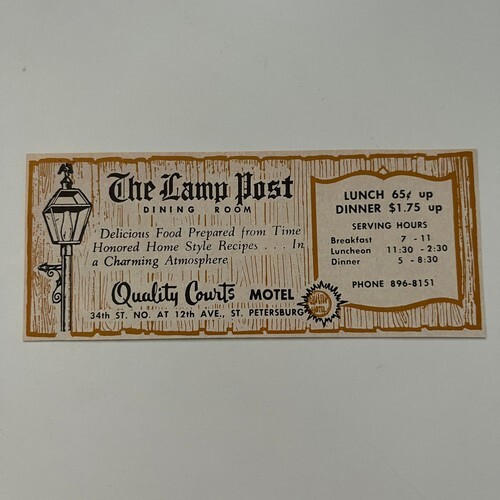 The Lamp Post
DINING ROOM
Delicious Food Prepared from Time
Honored Home Style Recipes . . . In
a Charming Atmosphere
Quality Courts MOTEL
34th ST. NO. AT 12th AVE., ST. PETERSBURG
LUNCH 65¢ up
DINNER $1.75 up
SERVING HOURS
Breakfast 7 - 11
Luncheon 11:30 - 2:30
Dinner 5 - 8:30
PHONE 896-8151